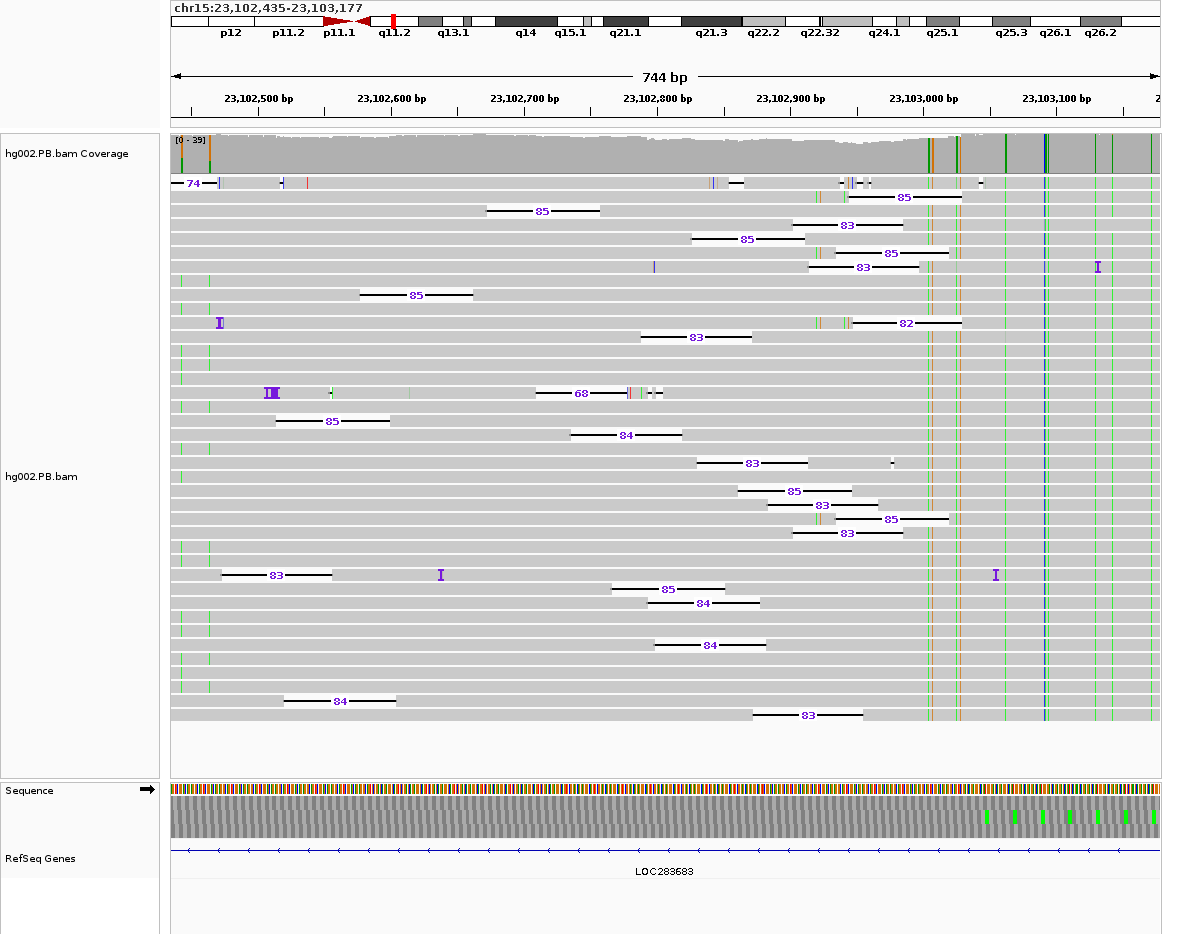 chr15:23,102,435-23,103,177
p12 p11.2 p11.1 q11.2 q13.1 q14 q15.1 q21.1 q21.3 q22.2 q22.32 q24.1 q25.1 q25.3 q26.1 q26.2
744 bp
23,102,500 bp 23,102,600 bp 23,102,700 bp 23,102,800 bp 23,102,900 bp 23,103,000 bp 23,103,100 bp 2
[0 - 39]
hg002.PB.bam Coverage
74
85
85
83
85
85
83
85
82
83
68
85
84
hg002.PB.bam
83
85
83
85
83
83
85
84
84
84
83
Sequence
RefSeq Genes
LOC283683